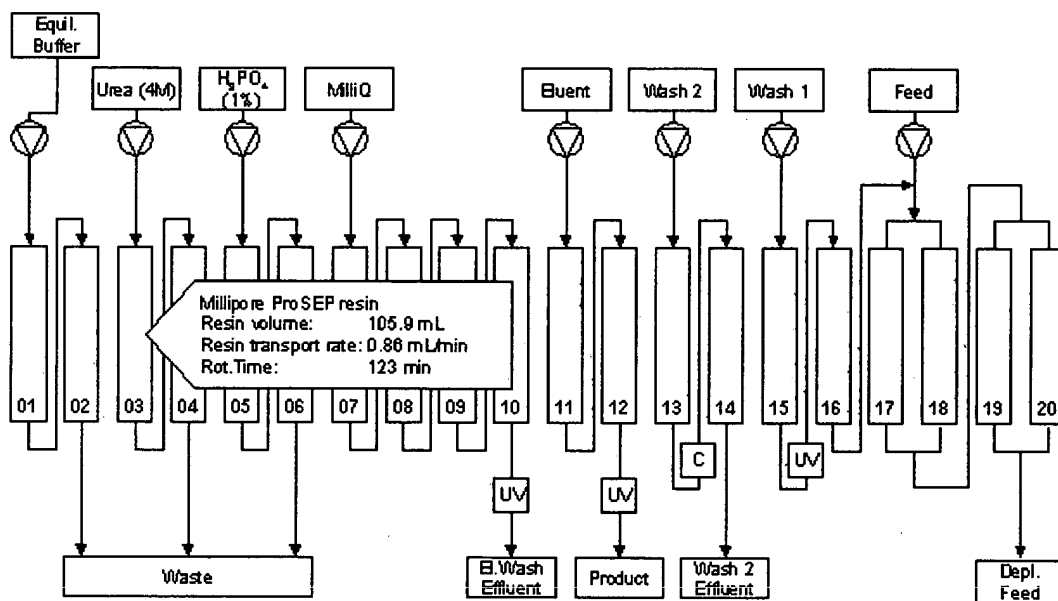 Equil.
Buffer
Urea (4M)
H3PO4
(1%)
MilliQ
Eluent
Wash 2
Wash 1
Feed
Millipore ProSEP resin
Resin volume: 105.9 mL
Resin transport rate: 0.86 mL/min
Rot.Time: 123 min
01
02
03
04
05
06
07
08
09
10
11
12
13
14
15
16
17
18
19
20
C
UV
UV
UV
Waste
El.Wash
Effluent
Product
Wash 2
Effluent
Depl.
Feed